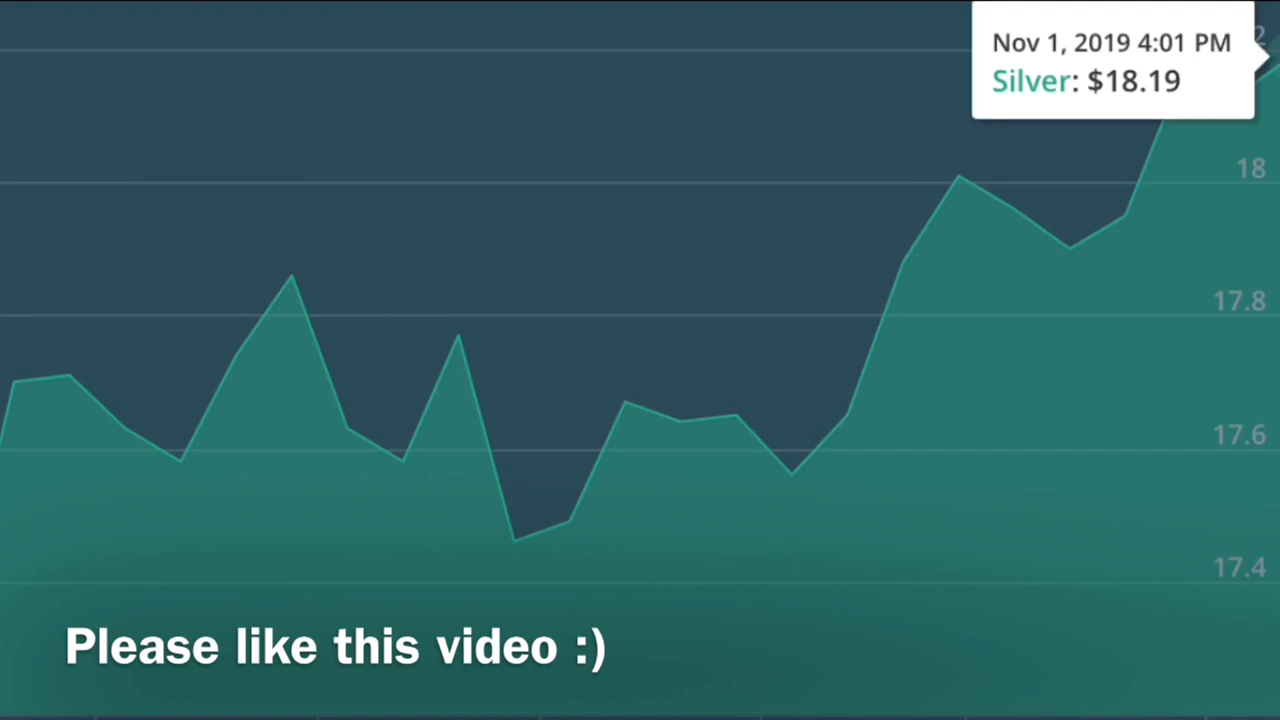 Nov 1, 2019 4:01 PM
Silver: $18.19
18
17.8
17.6
17.4
Please like this video :)